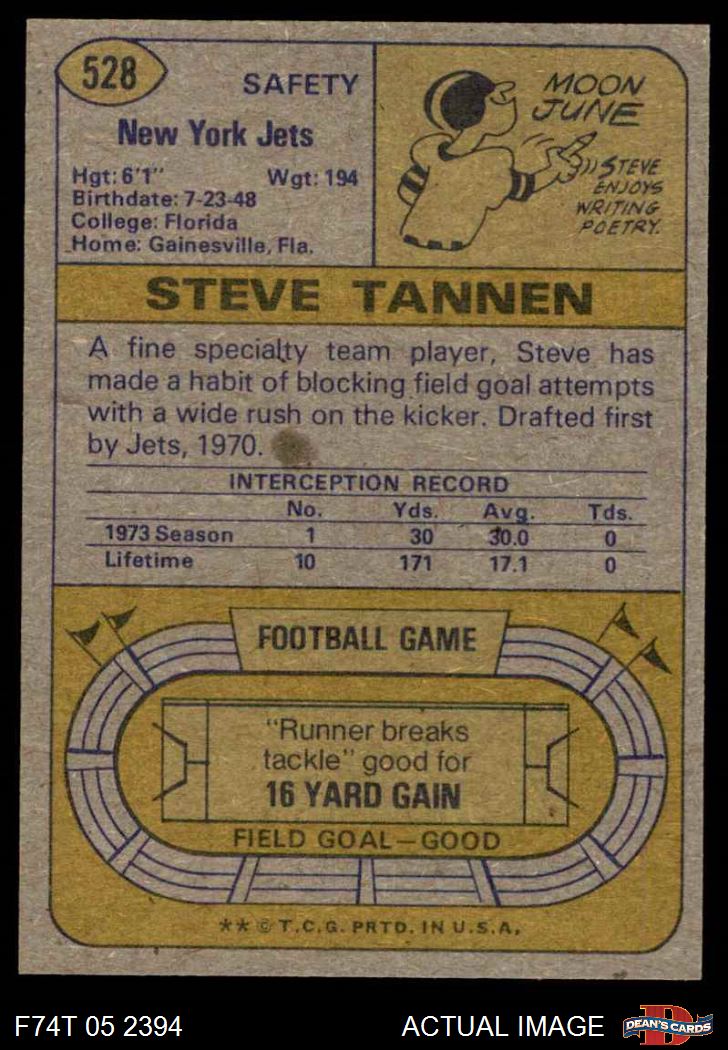 528
SAFETY
New York Jets
Hgt: 6'1" Wgt: 194
Birthdate: 7-23-48
College: Florida
Home: Gainesville, Fla.
MOON
JUNE
STEVE
ENJOYS
WRITING
POETRY.
STEVE TANNEN
A fine specialty team player, Steve has
made a habit of blocking field goal attempts
with a wide rush on the kicker. Drafted first
by Jets, 1970.
INTERCEPTION RECORD
No. Yds. Avg. Tds.
1973 Season 1 30 30.0 0
Lifetime 10 171 17.1 0
FOOTBALL GAME
"Runner breaks
tackle" good for
16 YARD GAIN
FIELD GOAL—GOOD
** © T.C.G. PRTD. IN U.S.A.
F74T 05 2394 ACTUAL IMAGE
D
DEAN'S CARDS